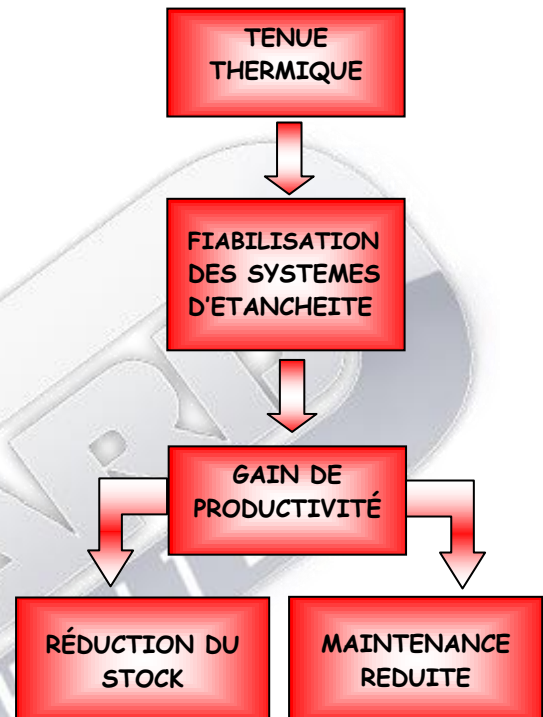 TENUE
THERMIQUE
FIABILISATION
DES SYSTEMES
D'ETANCHEITE
GAIN DE
PRODUCTIVITÉ
RÉDUCTION DU
STOCK
MAINTENANCE
REDUITE